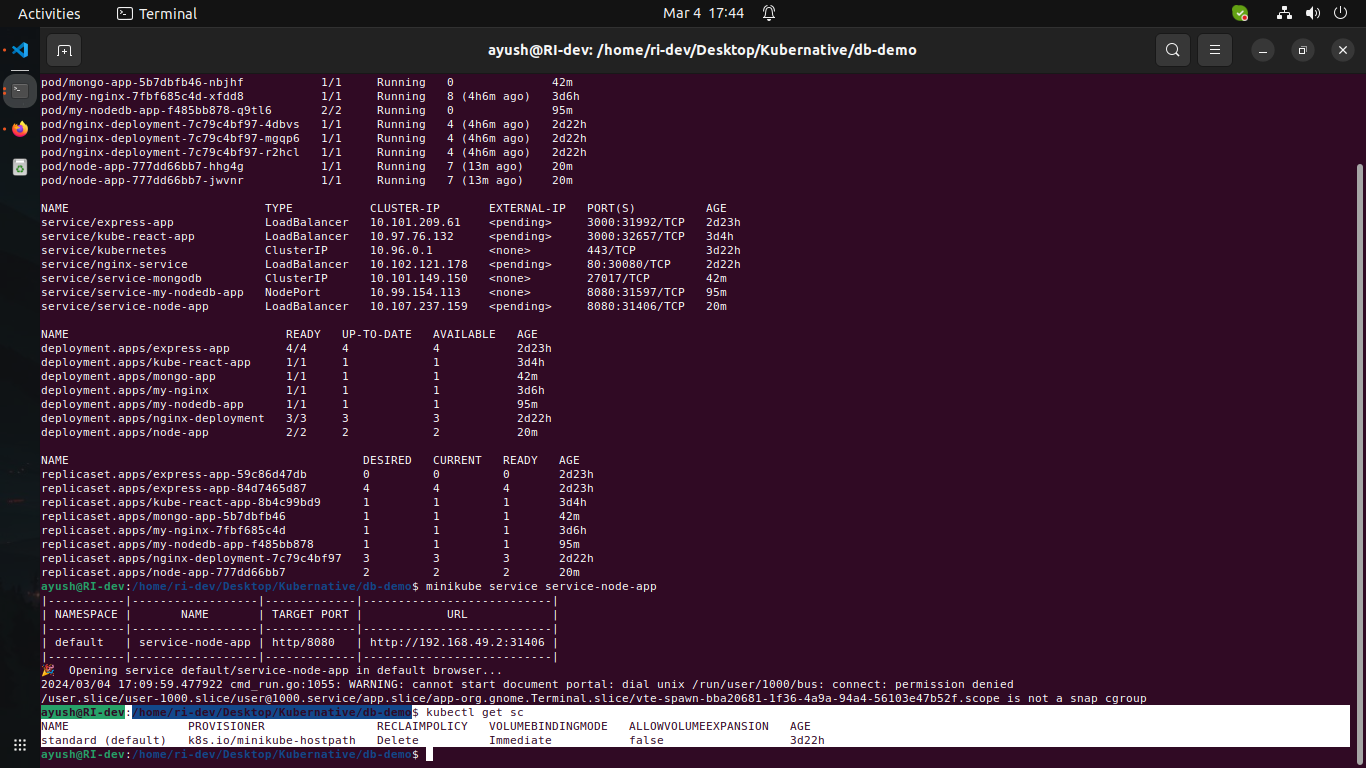 Activities Terminal Mar 4 17:44
ayush@RI-dev: /home/ri-dev/Desktop/Kubernative/db-demo
pod/mongo-app-5b7dbfb46-nbjhf 1/1 Running 0 42m
pod/my-nginx-7fbf685c4d-xfdd8 1/1 Running 8 (4h6m ago) 3d6h
pod/my-nodedb-app-f485bb878-q9tl6 2/2 Running 0 95m
pod/nginx-deployment-7c79c4bf97-4dbvs 1/1 Running 4 (4h6m ago) 2d22h
pod/nginx-deployment-7c79c4bf97-mgqp6 1/1 Running 4 (4h6m ago) 2d22h
pod/nginx-deployment-7c79c4bf97-r2hcl 1/1 Running 4 (4h6m ago) 2d22h
pod/node-app-777dd66bb7-hhg4g 1/1 Running 7 (13m ago) 20m
pod/node-app-777dd66bb7-jwvnr 1/1 Running 7 (13m ago) 20m
NAME TYPE CLUSTER-IP EXTERNAL-IP PORT(S) AGE
service/express-app LoadBalancer 10.101.209.61 <pending> 3000:31992/TCP 2d23h
service/kube-react-app LoadBalancer 10.97.76.132 <pending> 3000:32657/TCP 3d4h
service/kubernetes ClusterIP 10.96.0.1 <none> 443/TCP 3d22h
service/nginx-service LoadBalancer 10.102.121.178 <pending> 80:30080/TCP 2d22h
service/service-mongodb ClusterIP 10.101.149.150 <none> 27017/TCP 42m
service/service-my-nodedb-app NodePort 10.99.154.113 <none> 8080:31597/TCP 95m
service/service-node-app LoadBalancer 10.107.237.159 <pending> 8080:31406/TCP 20m
NAME READY UP-TO-DATE AVAILABLE AGE
deployment.apps/express-app 4/4 4 4 2d23h
deployment.apps/kube-react-app 1/1 1 1 3d4h
deployment.apps/mongo-app 1/1 1 1 42m
deployment.apps/my-nginx 1/1 1 1 3d6h
deployment.apps/my-nodedb-app 1/1 1 1 95m
deployment.apps/nginx-deployment 3/3 3 3 2d22h
deployment.apps/node-app 2/2 2 2 20m
NAME DESIRED CURRENT READY AGE
replicaset.apps/express-app-59c86d47db 0 0 0 2d23h
replicaset.apps/express-app-84d7465d87 4 4 4 2d23h
replicaset.apps/kube-react-app-8b4c99bd9 1 1 1 3d4h
replicaset.apps/mongo-app-5b7dbfb46 1 1 1 42m
replicaset.apps/my-nginx-7fbf685c4d 1 1 1 3d6h
replicaset.apps/my-nodedb-app-f485bb878 1 1 1 95m
replicaset.apps/nginx-deployment-7c79c4bf97 3 3 3 2d22h
replicaset.apps/node-app-777dd66bb7 2 2 2 20m
ayush@RI-dev:/home/ri-dev/Desktop/Kubernative/db-demo$ minikube service service-node-app
|-----------|------------------|-------------|---------------------------|
| NAMESPACE | NAME | TARGET PORT | URL |
|-----------|------------------|-------------|---------------------------|
| default | service-node-app | http/8080 | http://192.168.49.2:31406 |
|-----------|------------------|-------------|---------------------------|
🎉 Opening service default/service-node-app in default browser...
2024/03/04 17:09:59.477922 cmd_run.go:1055: WARNING: cannot start document portal: dial unix /run/user/1000/bus: connect: permission denied
/user.slice/user-1000.slice/user@1000.service/app.slice/app-org.gnome.Terminal.slice/vte-spawn-bba20681-1f36-4a9a-94a4-56103e47b52f.scope is not a snap cgroup
ayush@RI-dev:/home/ri-dev/Desktop/Kubernative/db-demo$ kubectl get sc
NAME PROVISIONER RECLAIMPOLICY VOLUMEBINDINGMODE ALLOWVOLUMEEXPANSION AGE
standard (default) k8s.io/minikube-hostpath Delete Immediate false 3d22h
ayush@RI-dev:/home/ri-dev/Desktop/Kubernative/db-demo$